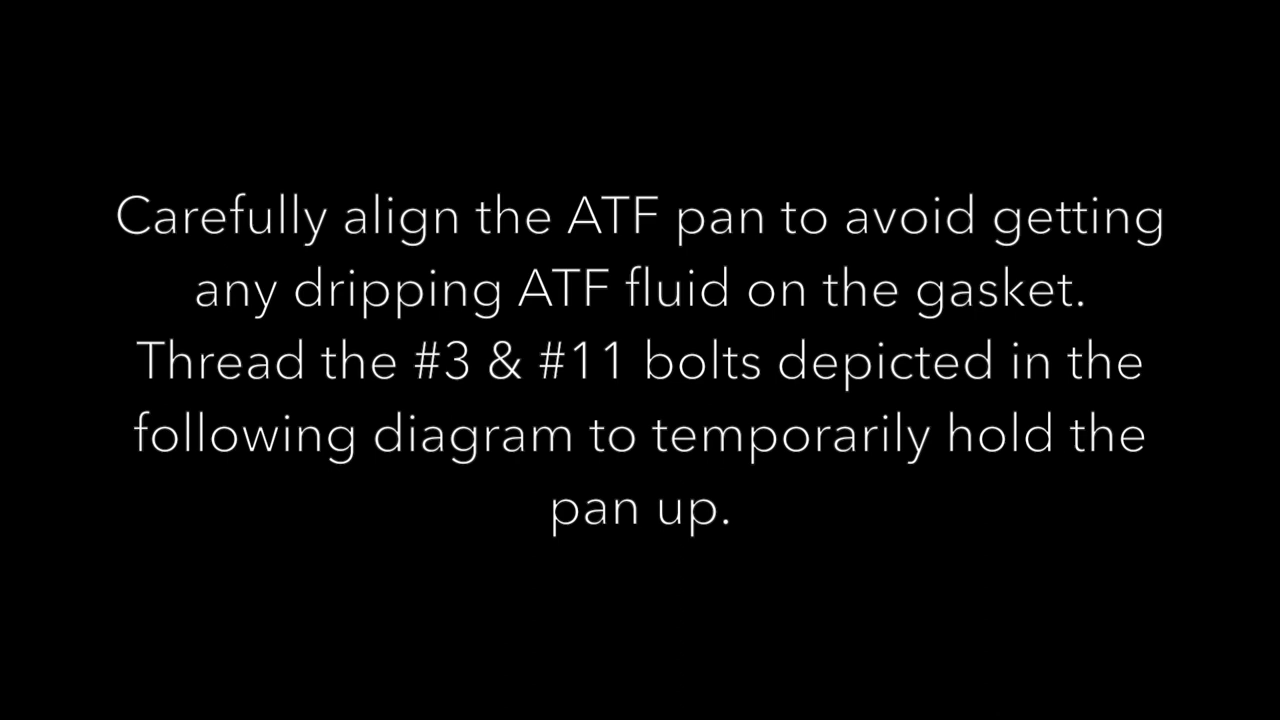 Carefully align the ATF pan to avoid getting
any dripping ATF fluid on the gasket.
Thread the #3 & #11 bolts depicted in the
following diagram to temporarily hold the
pan up.